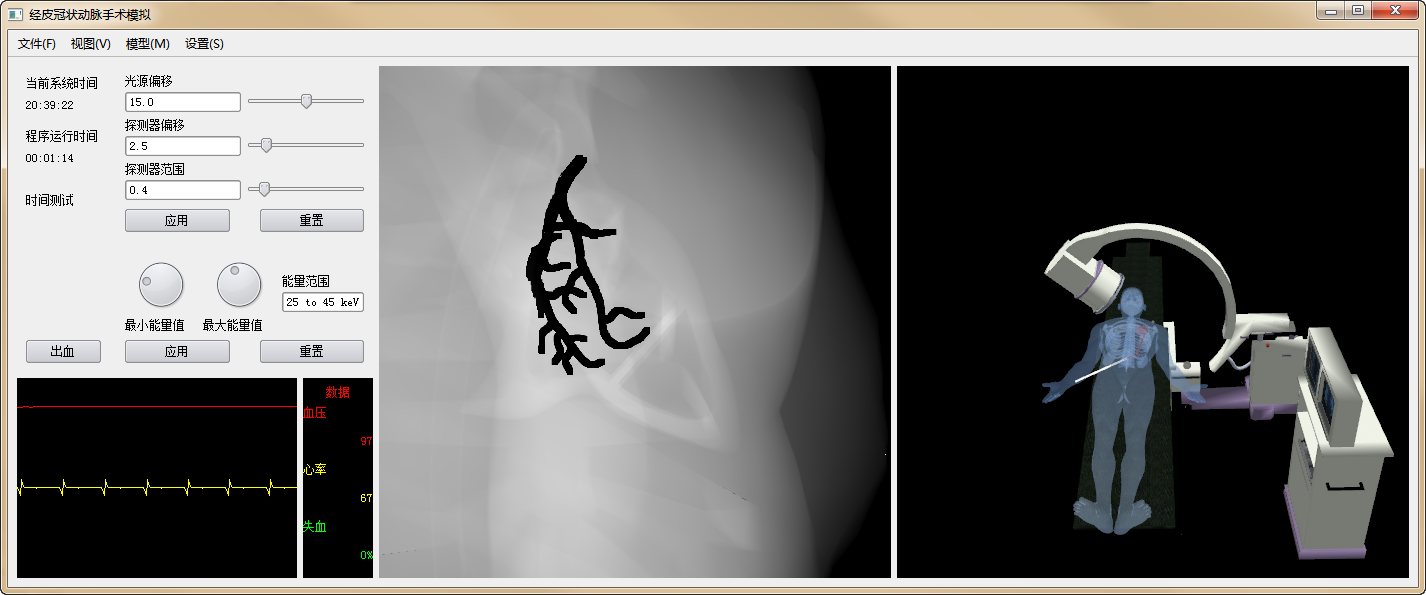 经皮冠状动脉手术模拟
文件(F) 视图(V) 模型(M) 设置(S)
当前系统时间
20:39:22
程序运行时间
00:01:14
时间测试
光源偏移
15.0
探测器偏移
2.5
探测器范围
0.4
应用 重置
能量范围
25 to 45 keV
最小能量值 最大能量值
出血 应用 重置
数据
血压
97
心率
67
失血
0%